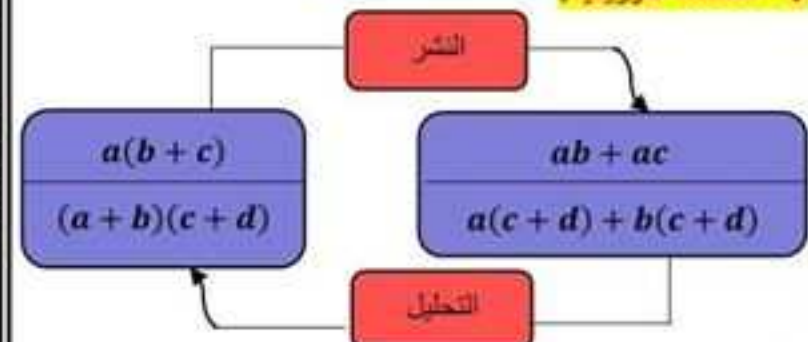 النشر
a(b + c)
ab + ac
(a + b)(c + d)
a(c + d) + b(c + d)
التحليل